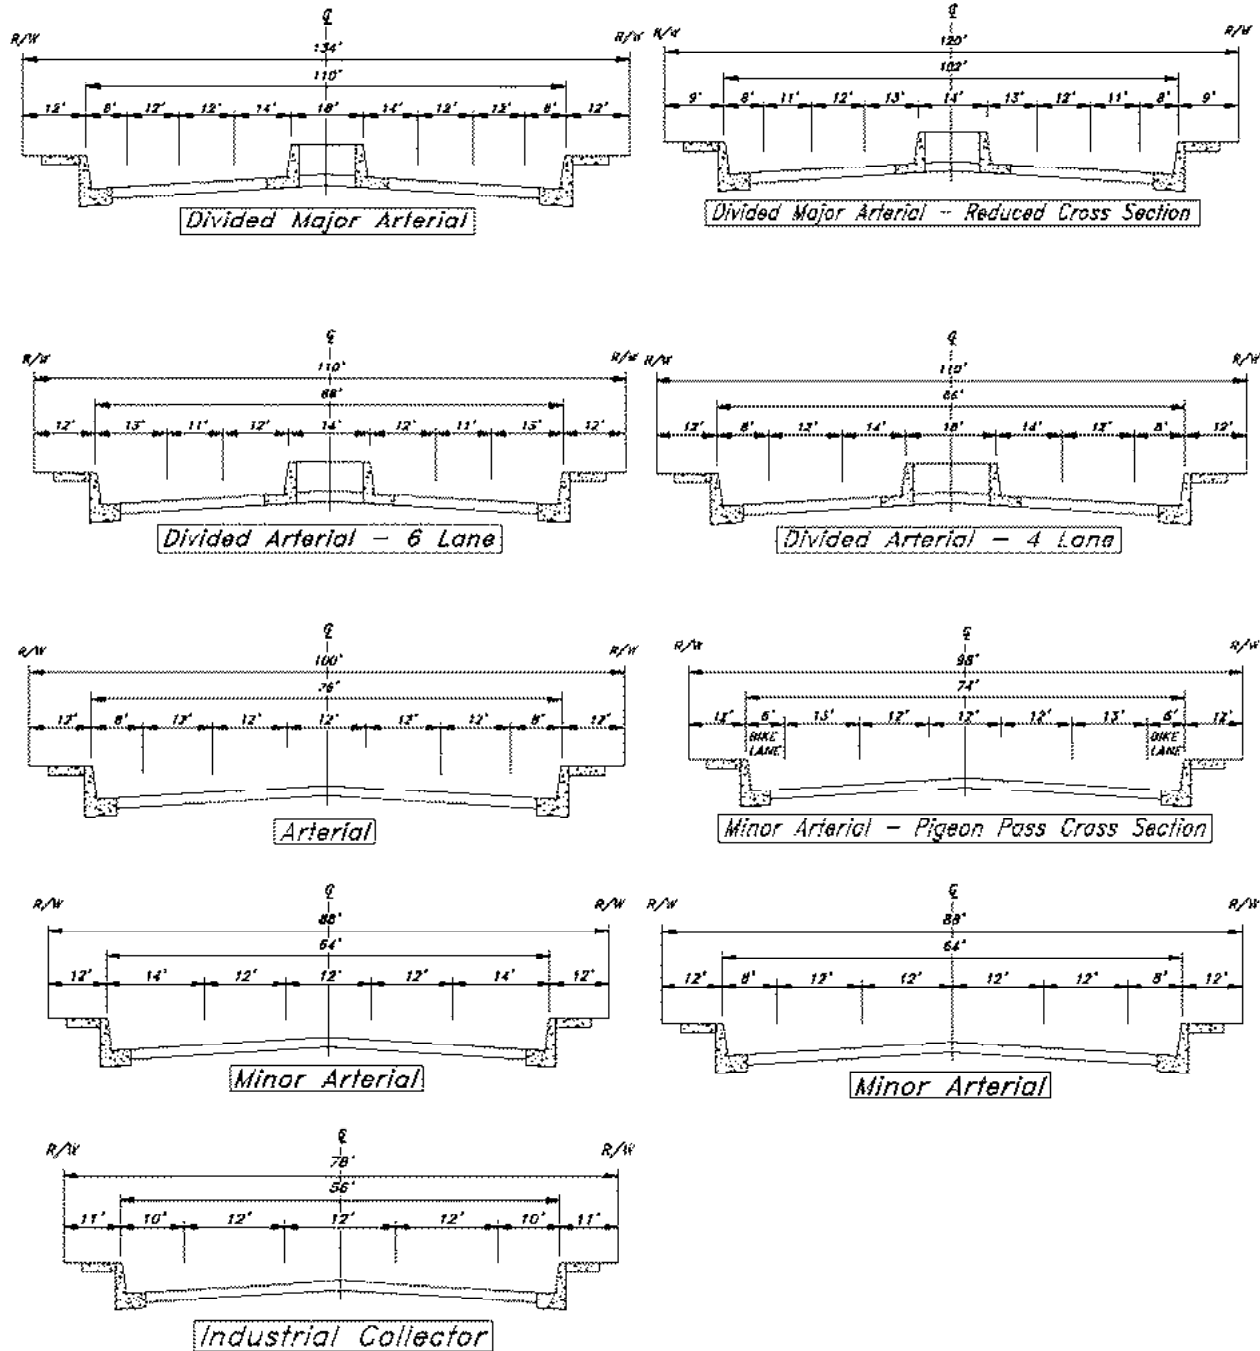 ℄
R/W R/W
134'
110'
12' 8' 12' 12' 14' 18' 14' 12' 12' 8' 12'
Divided Major Arterial
℄
R/W R/W
120'
102'
9' 8' 11' 12' 13' 14' 13' 12' 11' 8' 9'
Divided Major Arterial - Reduced Cross Section
℄
R/W R/W
110'
12' 11' 12' 14' 12' 11' 12'
Divided Arterial - 6 Lane
℄
R/W R/W
110'
86'
12' 8' 12' 14' 18' 14' 12' 8' 12'
Divided Arterial - 4 Lane
℄
R/W R/W
100'
76'
12' 8' 12' 12' 12' 12' 12' 8' 12'
Arterial
℄
R/W R/W
98'
74'
12' 6' 13' 12' 12' 12' 13' 6' 12'
BIKE BIKE
LANE LANE
Minor Arterial - Pigeon Pass Cross Section
℄
R/W R/W
88'
64'
12' 14' 12' 12' 12' 14' 12'
Minor Arterial
℄
R/W R/W
88'
64'
12' 8' 12' 12' 12' 12' 8' 12'
Minor Arterial
℄
R/W R/W
78'
56'
11' 10' 12' 12' 12' 10' 11'
Industrial Collector